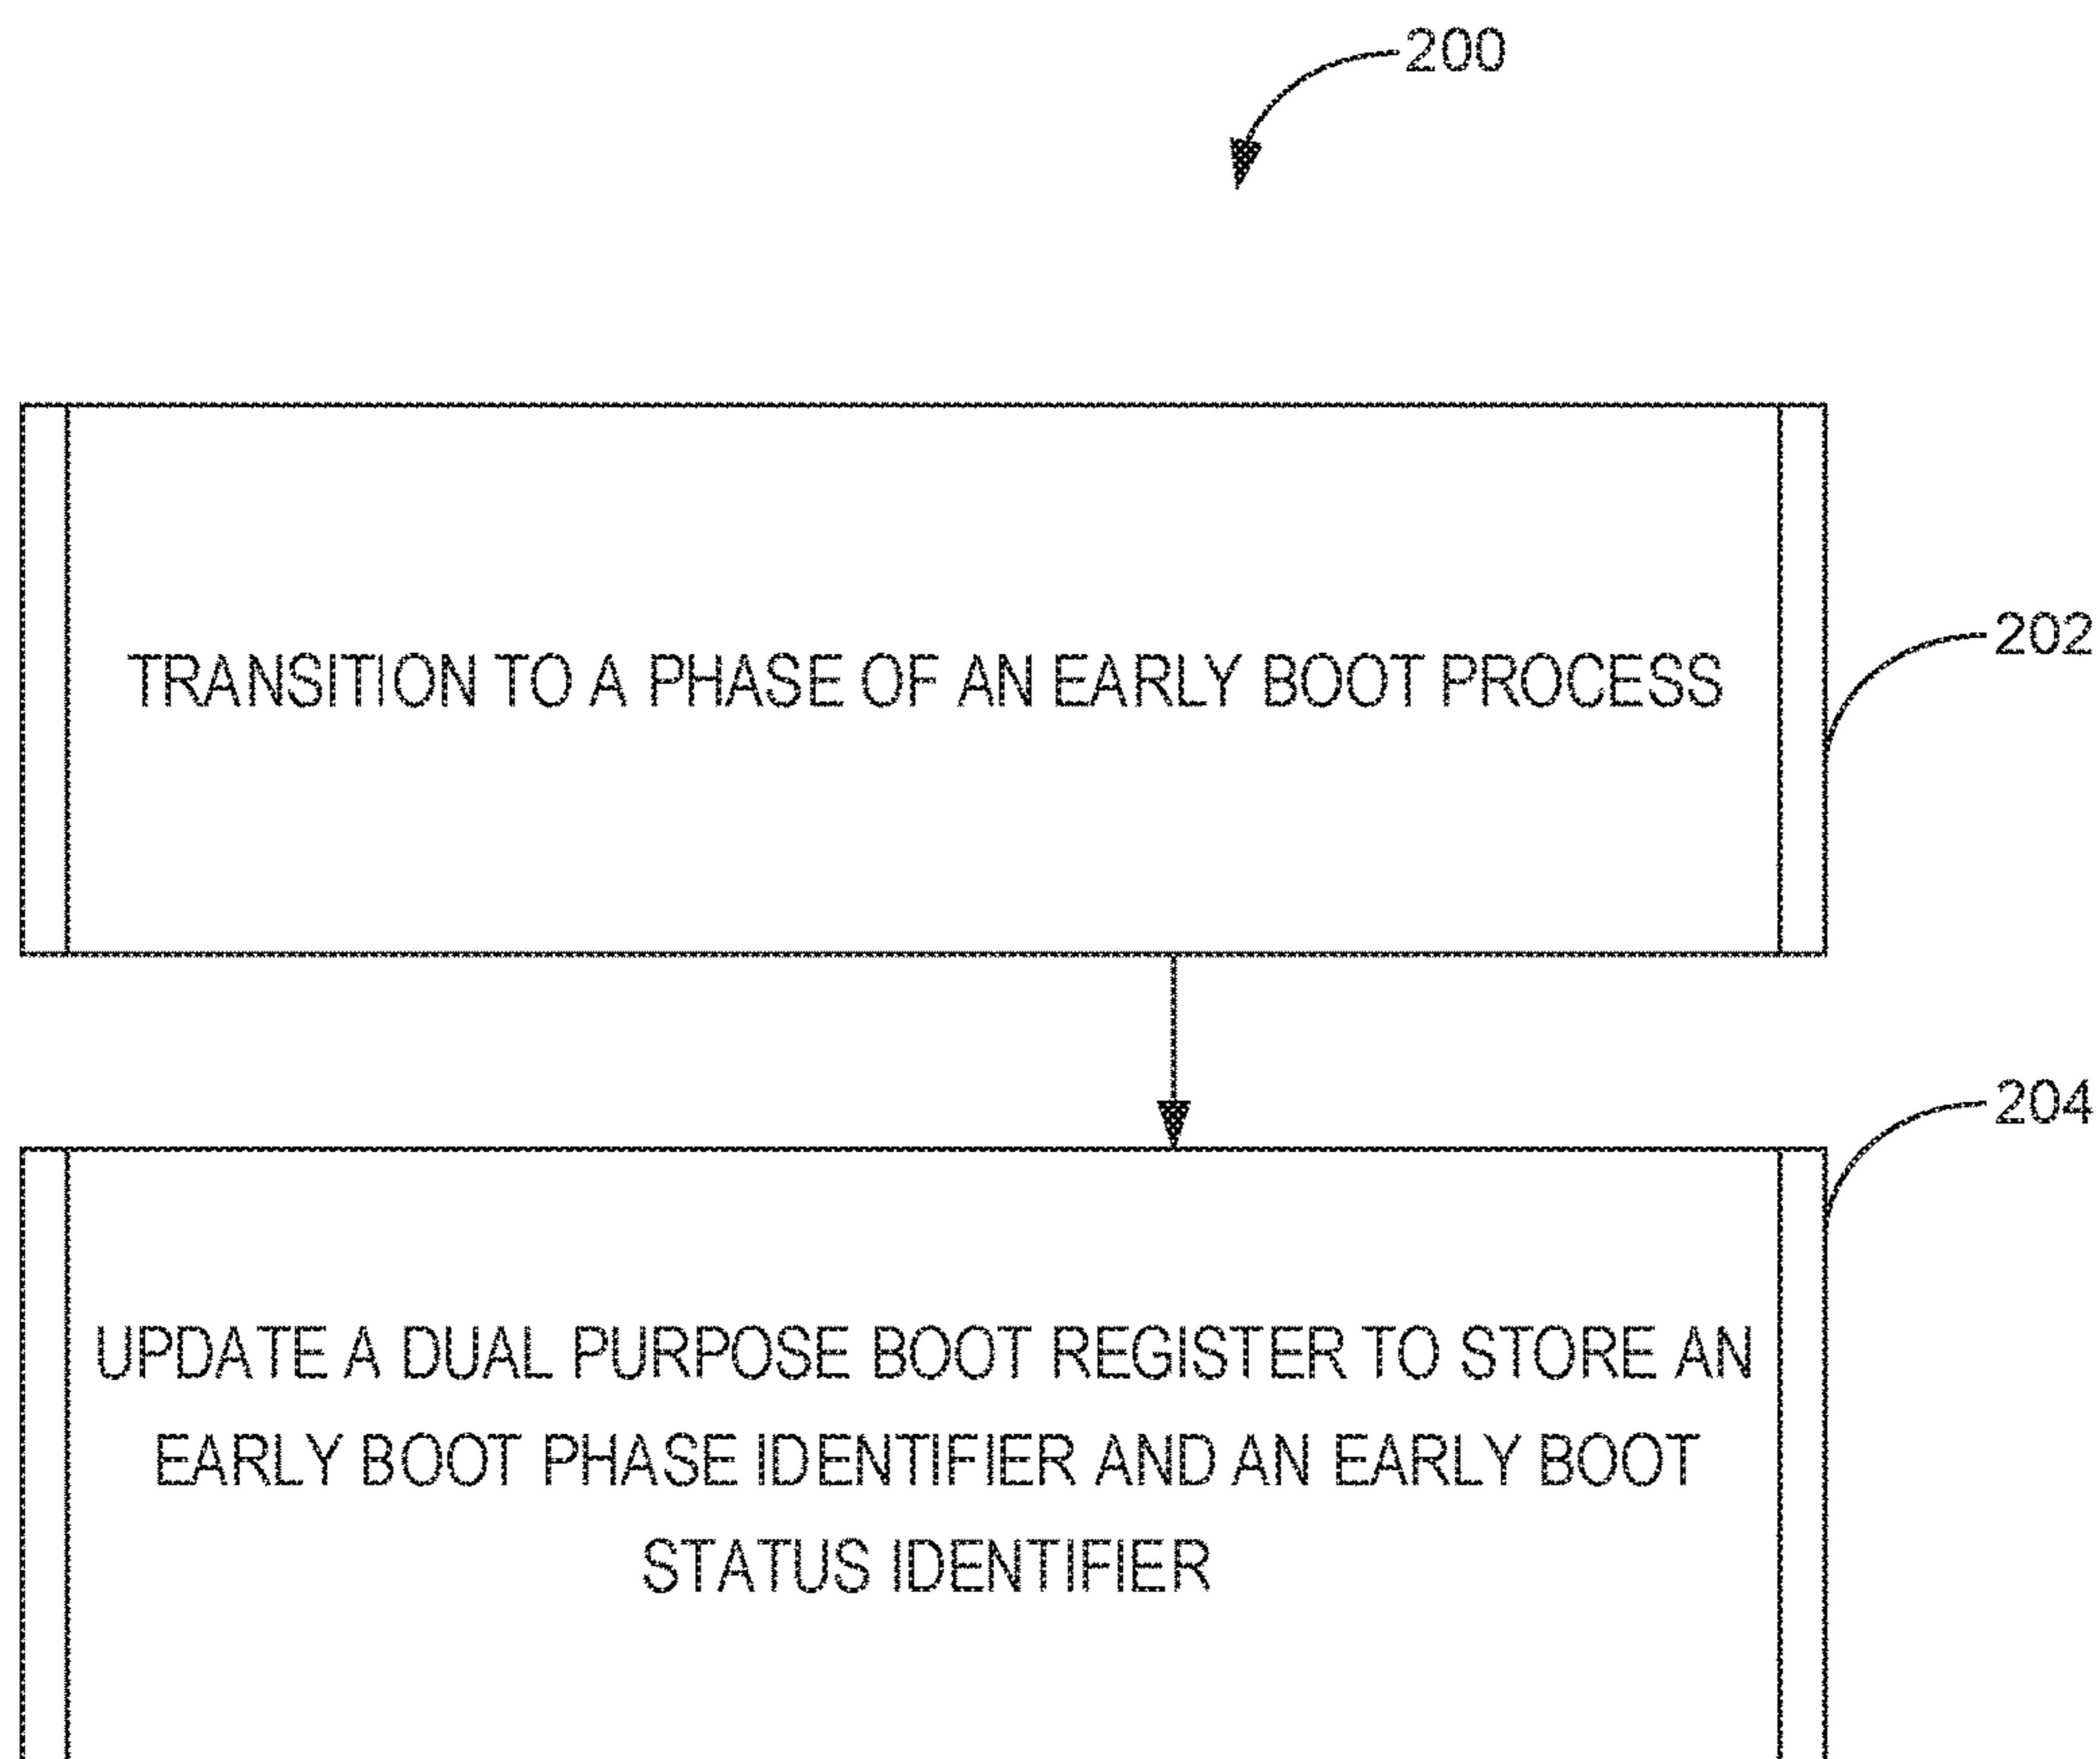 200
TRANSITION TO A PHASE OF AN EARLY BOOT PROCESS
202
204
UPDATE A DUAL PURPOSE BOOT REGISTER TO STORE AN
EARLY BOOT PHASE IDENTIFIER AND AN EARLY BOOT
STATUS IDENTIFIER